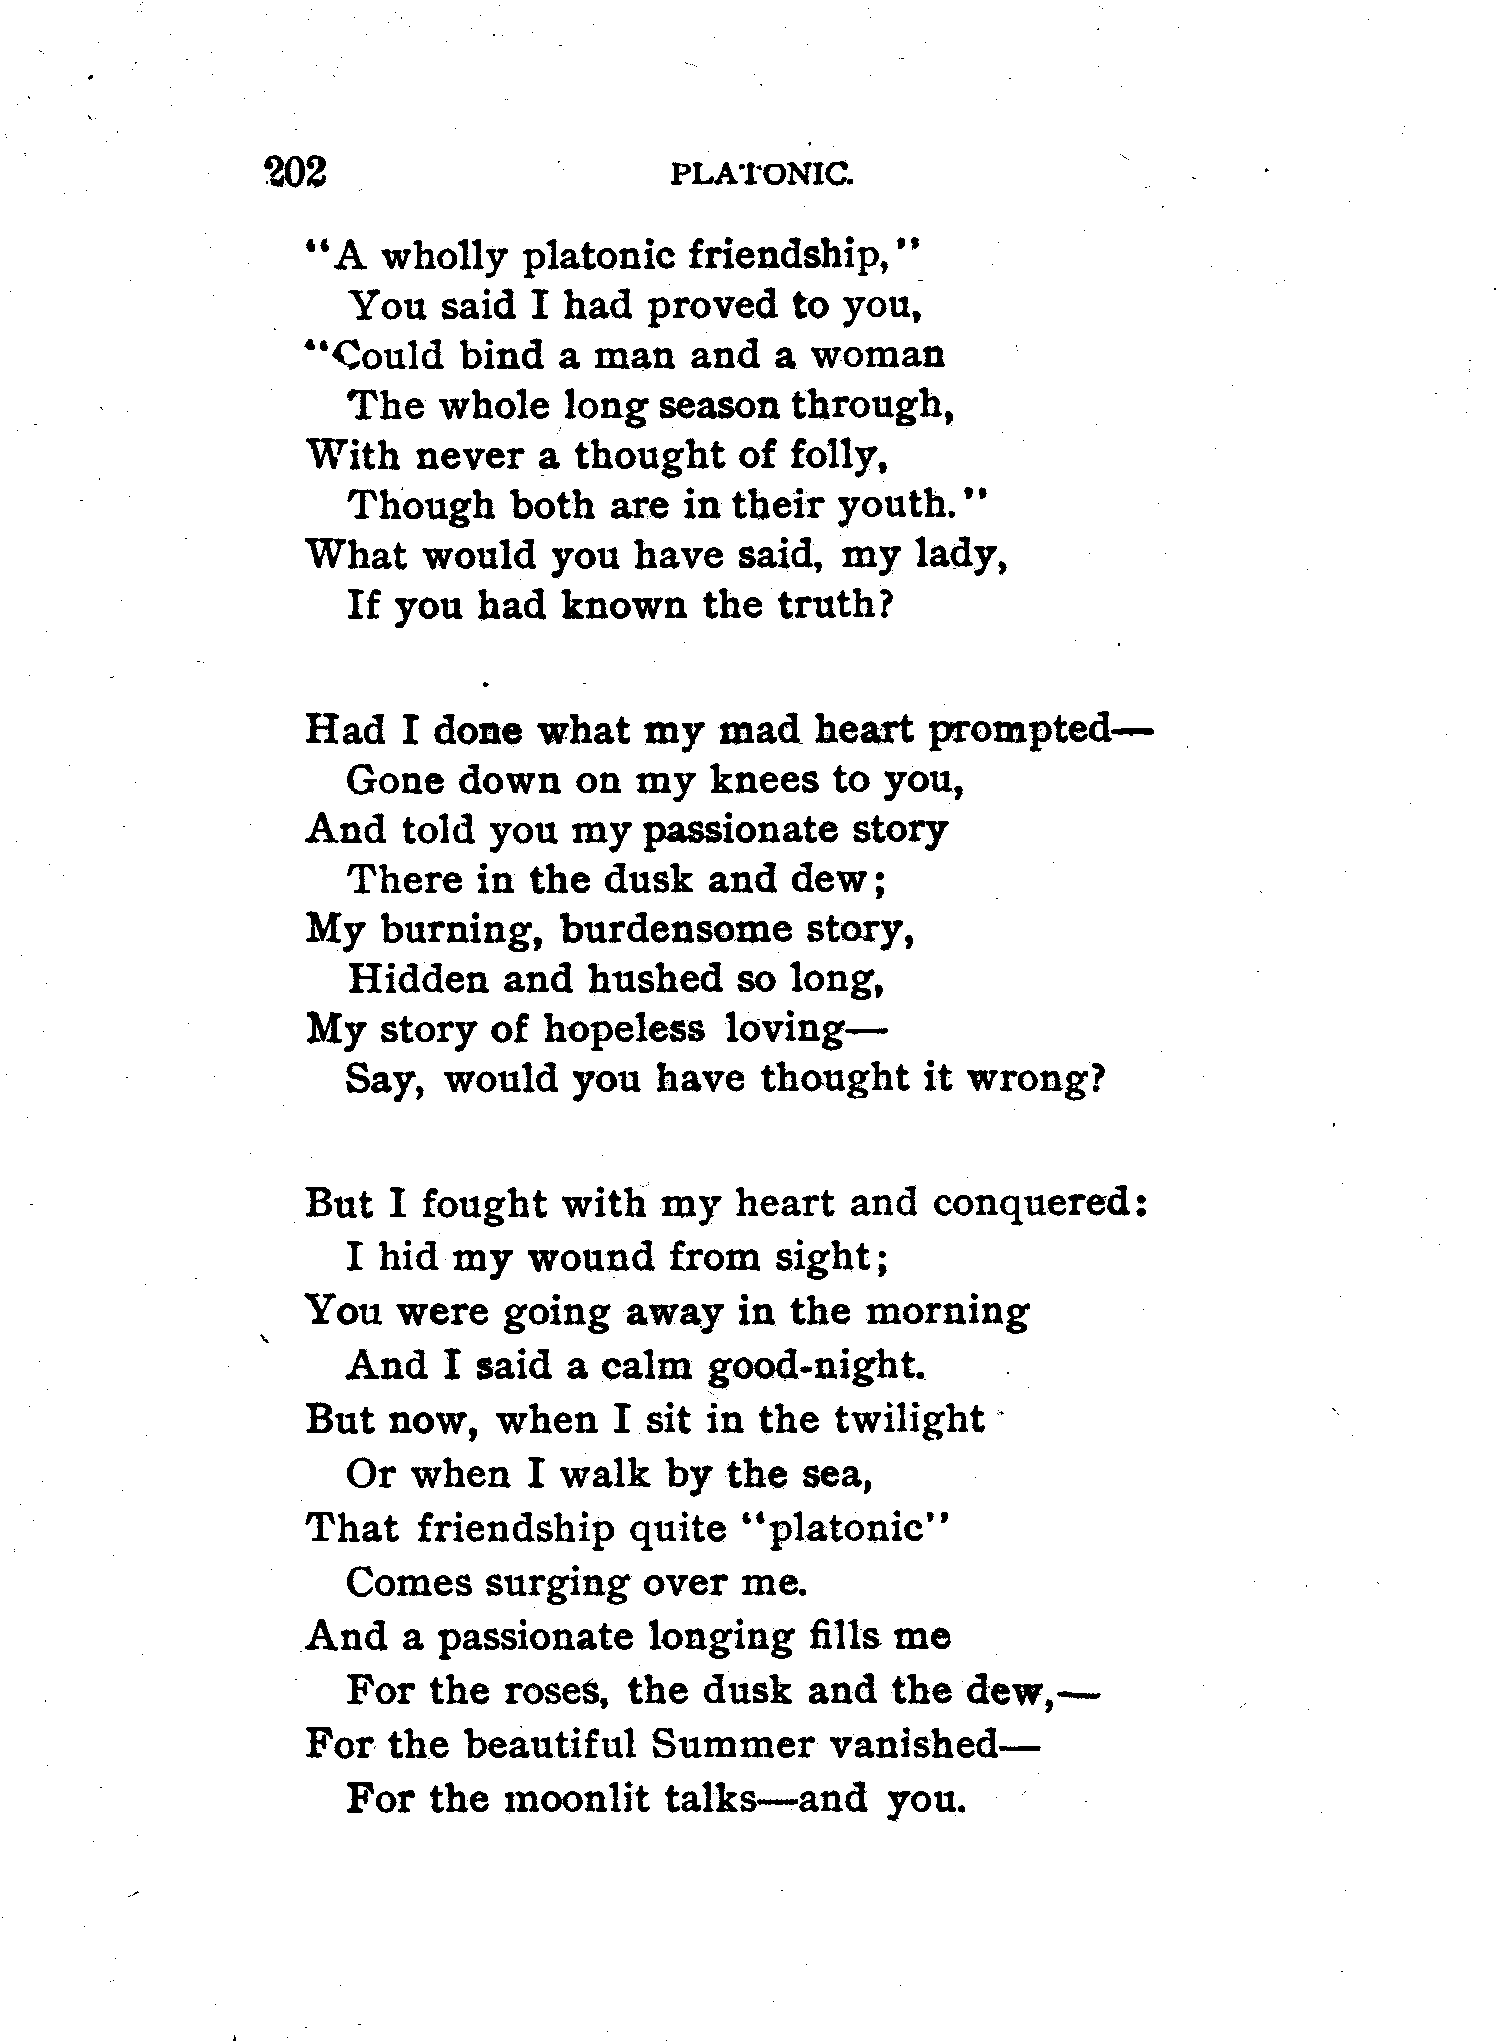 202 PLATONIC.
"A wholly platonic friendship,"
You said I had proved to you,
"Could bind a man and a woman
The whole long season through,
With never a thought of folly,
Though both are in their youth."
What would you have said, my lady,
If you had known the truth?
Had I done what my mad heart prompted—
Gone down on my knees to you,
And told you my passionate story
There in the dusk and dew;
My burning, burdensome story,
Hidden and hushed so long,
My story of hopeless loving—
Say, would you have thought it wrong?
But I fought with my heart and conquered:
I hid my wound from sight;
You were going away in the morning
And I said a calm good-night.
But now, when I sit in the twilight
Or when I walk by the sea,
That friendship quite "platonic"
Comes surging over me.
And a passionate longing fills me
For the roses, the dusk and the dew,—
For the beautiful Summer vanished—
For the moonlit talks—and you.